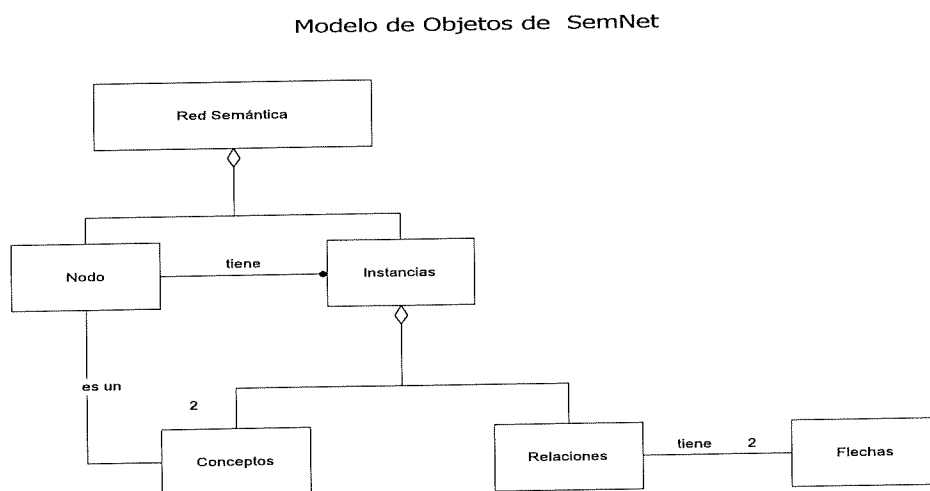 Modelo de Objetos de SemNet
Red Semántica
Nodo
tiene
Instancias
es un
2
Conceptos
Relaciones
tiene
2
Flechas